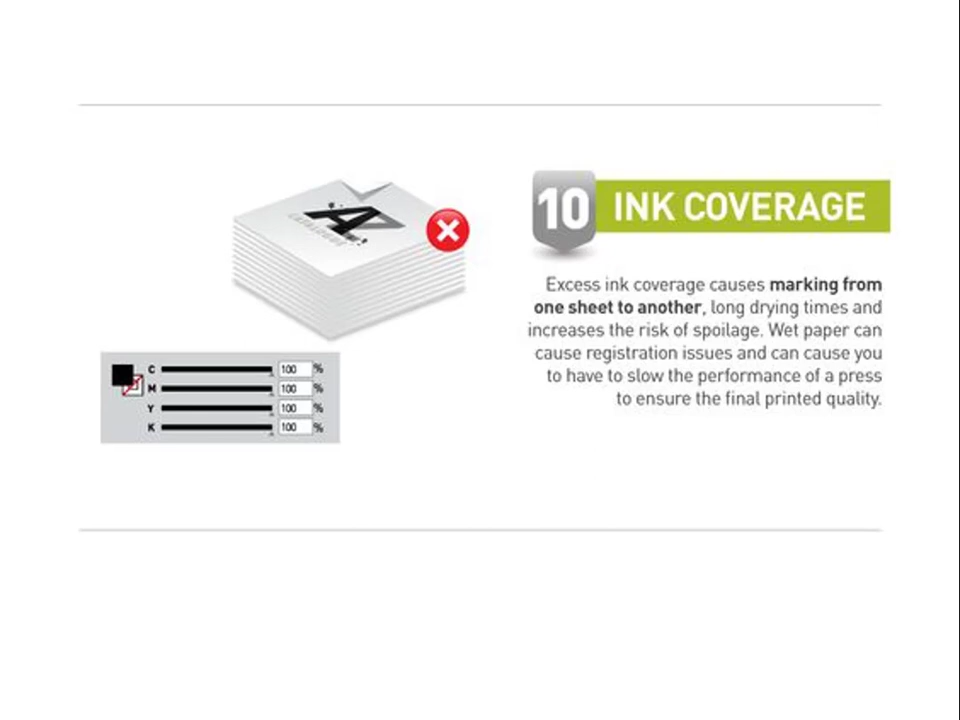 10 INK COVERAGE
Excess ink coverage causes marking from
one sheet to another, long drying times and
increases the risk of spoilage. Wet paper can
cause registration issues and can cause you
to have to slow the performance of a press
to ensure the final printed quality.
A
C 100 %
M 100 %
Y 100 %
K 100 %